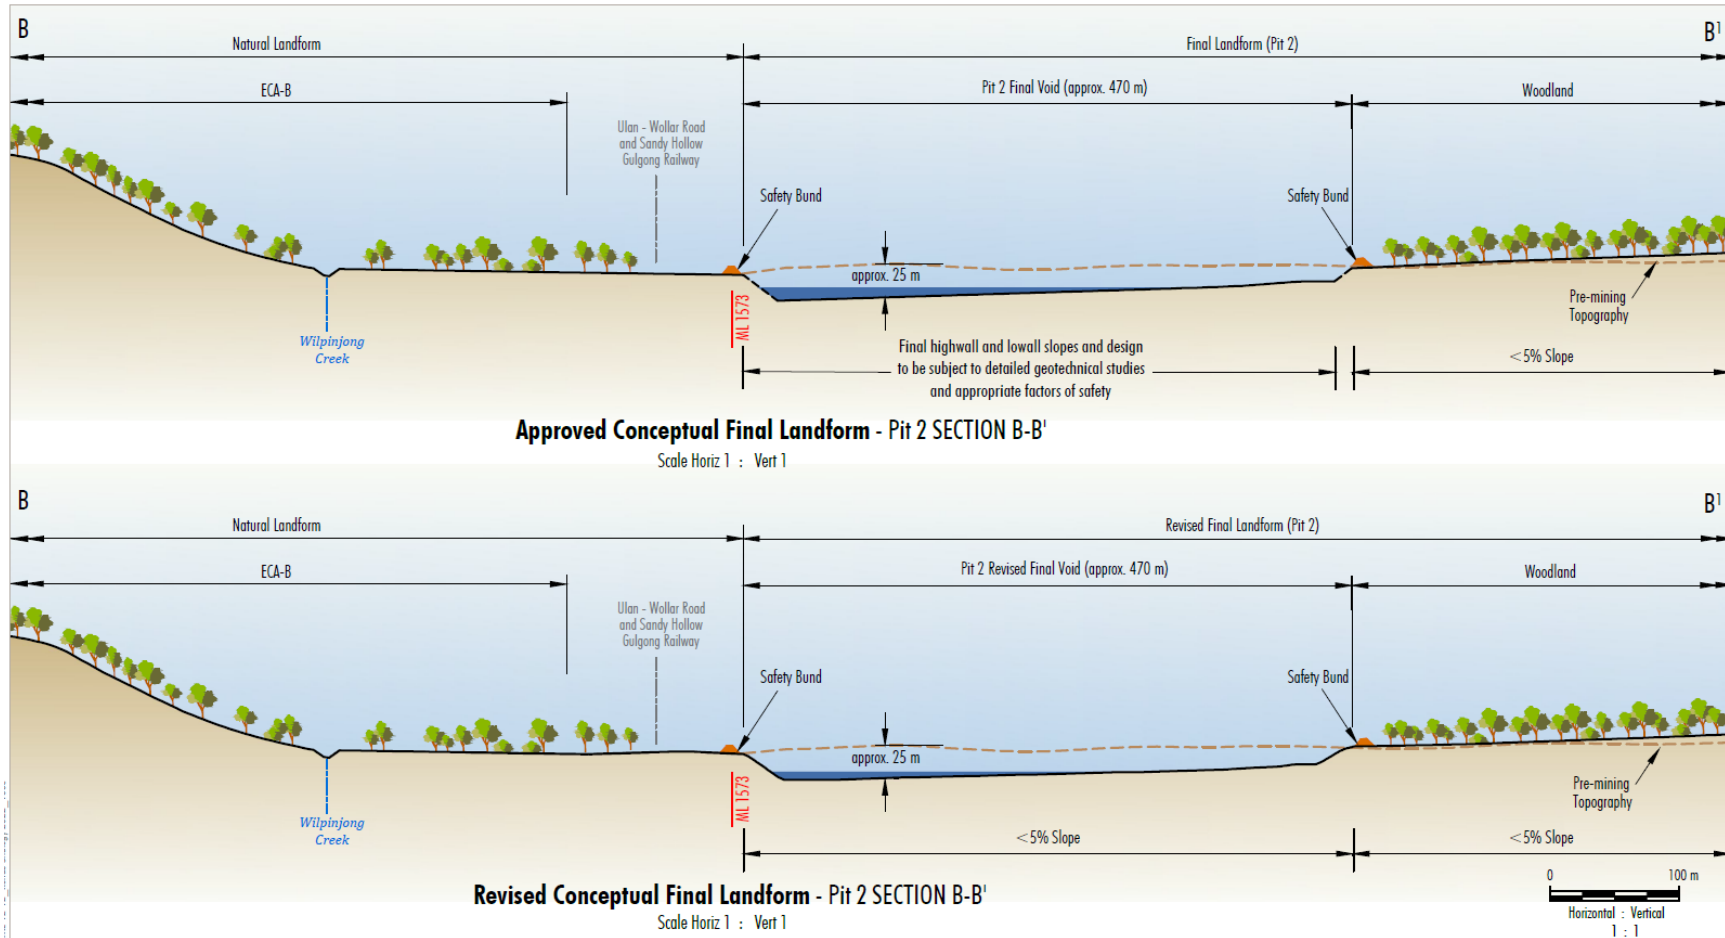 B
B¹
Natural Landform
Final Landform (Pit 2)
ECA-B
Pit 2 Final Void (approx. 470 m)
Woodland
Ulan - Wollar Road
and Sandy Hollow
Gulgong Railway
Safety Bund
Safety Bund
approx. 25 m
ML 1573
Wilpinjong
Creek
Pre-mining
Topography
Final highwall and lowall slopes and design
to be subject to detailed geotechnical studies
and appropriate factors of safety
<5% Slope
Approved Conceptual Final Landform - Pit 2 SECTION B-B'
Scale Horiz 1 : Vert 1
B
B¹
Natural Landform
Revised Final Landform (Pit 2)
ECA-B
Pit 2 Revised Final Void (approx. 470 m)
Woodland
Ulan - Wollar Road
and Sandy Hollow
Gulgong Railway
Safety Bund
Safety Bund
approx. 25 m
ML 1573
Wilpinjong
Creek
Pre-mining
Topography
<5% Slope
<5% Slope
Revised Conceptual Final Landform - Pit 2 SECTION B-B'
Scale Horiz 1 : Vert 1
0
100 m
Horizontal : Vertical
1 : 1